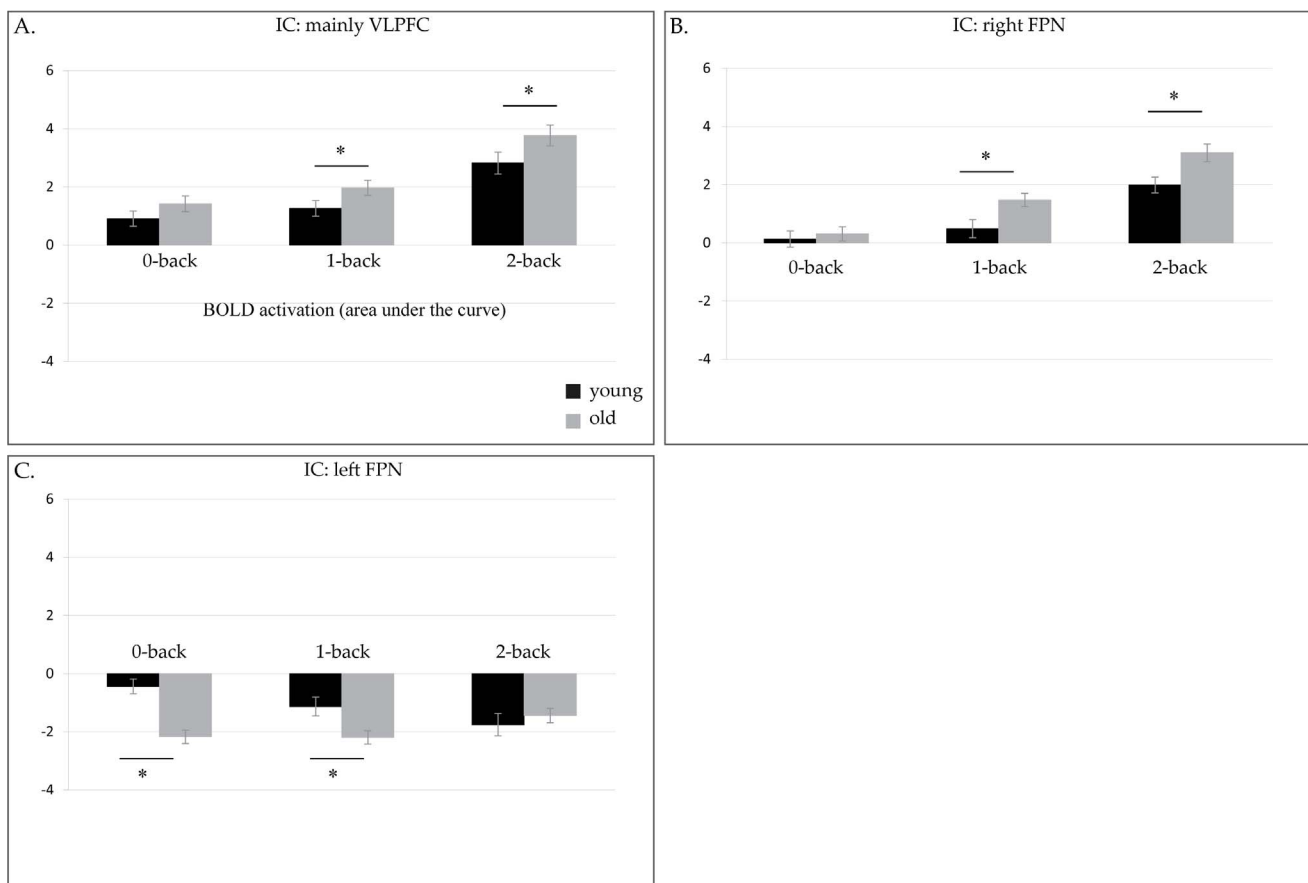 A.
IC: mainly VLPFC
6
4
*
*
2
0
0-back
1-back
2-back
-2
BOLD activation (area under the curve)
-4
young
old
B.
IC: right FPN
6
*
4
*
2
0
0-back
1-back
2-back
-2
-4
C.
IC: left FPN
6
4
2
0-back
1-back
2-back
0
-2
*
*
-4